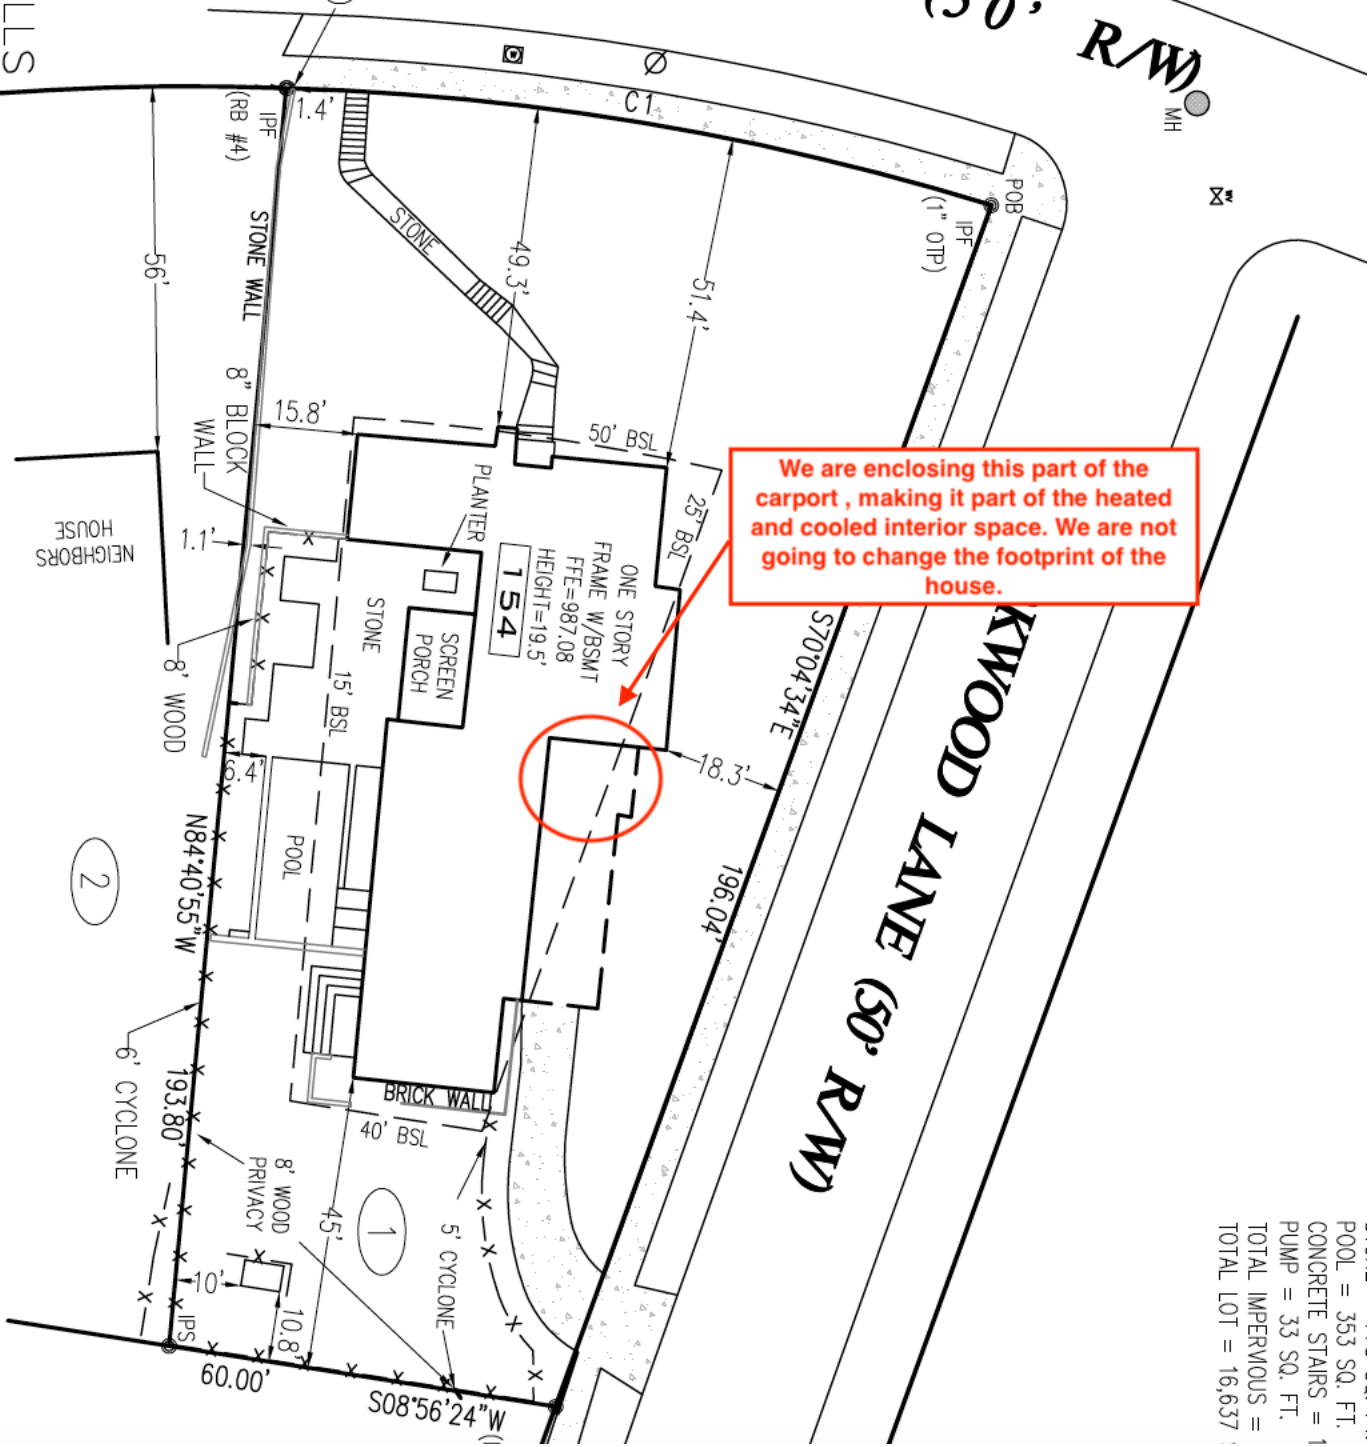 LLS
(50' R/W)
MH
W
W
C1
1.4'
IPF
(RB #4)
POB
IPF
(1" OTP)
STONE WALL
STONE
49.3'
51.4'
56'
8" BLOCK
WALL
15.8'
50' BSL
25' BSL
We are enclosing this part of the
carport , making it part of the heated
and cooled interior space. We are not
going to change the footprint of the
house.
NEIGHBORS
HOUSE
1.1'
PLANTER
154
ONE STORY
FRAME W/BSMT
FFE=987.08
HEIGHT=19.5'
STONE
SCREEN
PORCH
15' BSL
8' WOOD
6.4'
POOL
S70°04'34"E
18.3'
196.04'
KWOOD LANE (50' R/W)
2
N84°40'55"W
193.80'
6' CYCLONE
BRICK WALL
40' BSL
8' WOOD
PRIVACY
45'
1
5' CYCLONE
10'
10.8'
IPS
60.00'
S08°56'24"W
POOL = 353 SQ. FT.
CONCRETE STAIRS = 1
PUMP = 33 SQ. FT.
TOTAL IMPERVIOUS =
TOTAL LOT = 16,637